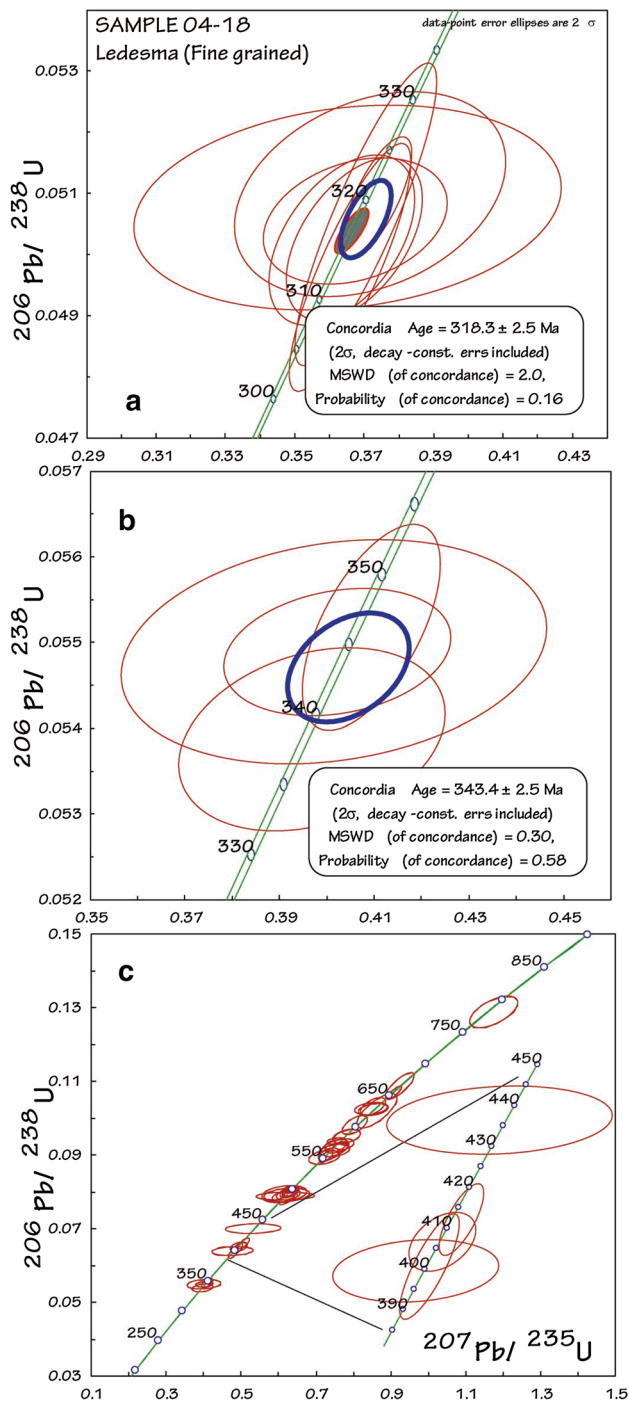 SAMPLE 04-18
data-point error ellipses are 2 σ
Ledesma (Fine grained)
0.053
330
0.051
320
206 Pb/ 238 U
310
0.049
Concordia Age = 318.3 ± 2.5 Ma
(2σ, decay -const. errs included)
MSWD (of concordance) = 2.0,
Probability (of concordance) = 0.16
300
a
0.047
0.29 0.31 0.33 0.35 0.37 0.39 0.41 0.43
0.057
b
0.056
350
0.055
206 Pb/ 238 U
340
0.054
Concordia Age = 343.4 ± 2.5 Ma
(2σ, decay -const. errs included)
MSWD (of concordance) = 0.30,
Probability (of concordance) = 0.58
0.053
330
0.052
0.35 0.37 0.39 0.41 0.43 0.45
0.15
c
850
0.13
750
450
650
0.11
440
206 Pb/ 238 U
550
430
0.09
420
450
410
0.07
400
350
390
0.05
250
207 Pb/ 235 U
0.03
0.1 0.3 0.5 0.7 0.9 1.1 1.3 1.5